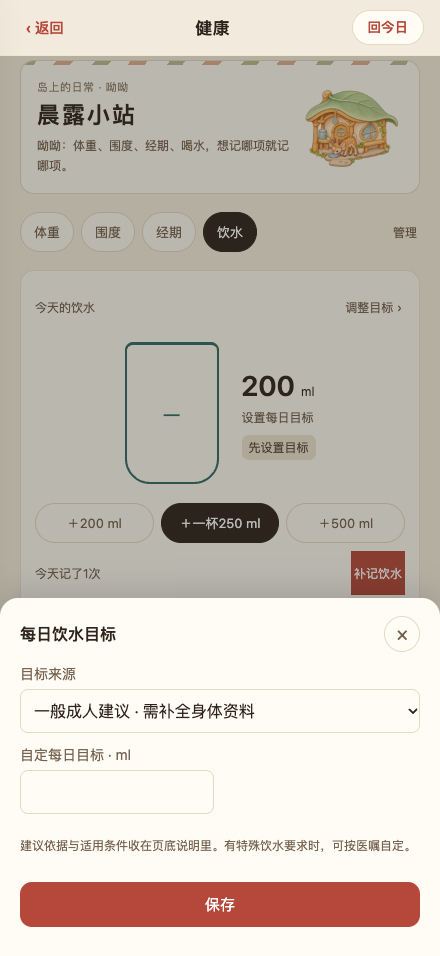 ‹ 返回
健康
回今日
岛上的日常 · 呦呦
晨露小站
呦呦：体重、围度、经期、喝水，想记哪项就记
哪项。
体重
围度
经期
饮水
管理
今天的饮水
调整目标 ›
—
200 ml
设置每日目标
先设置目标
＋200 ml
＋一杯250 ml
＋500 ml
今天记了1次
补记饮水
每日饮水目标
×
目标来源
一般成人建议 · 需补全身体资料
自定每日目标 · ml
建议依据与适用条件收在页底说明里。有特殊饮水要求时，可按医嘱自定。
保存